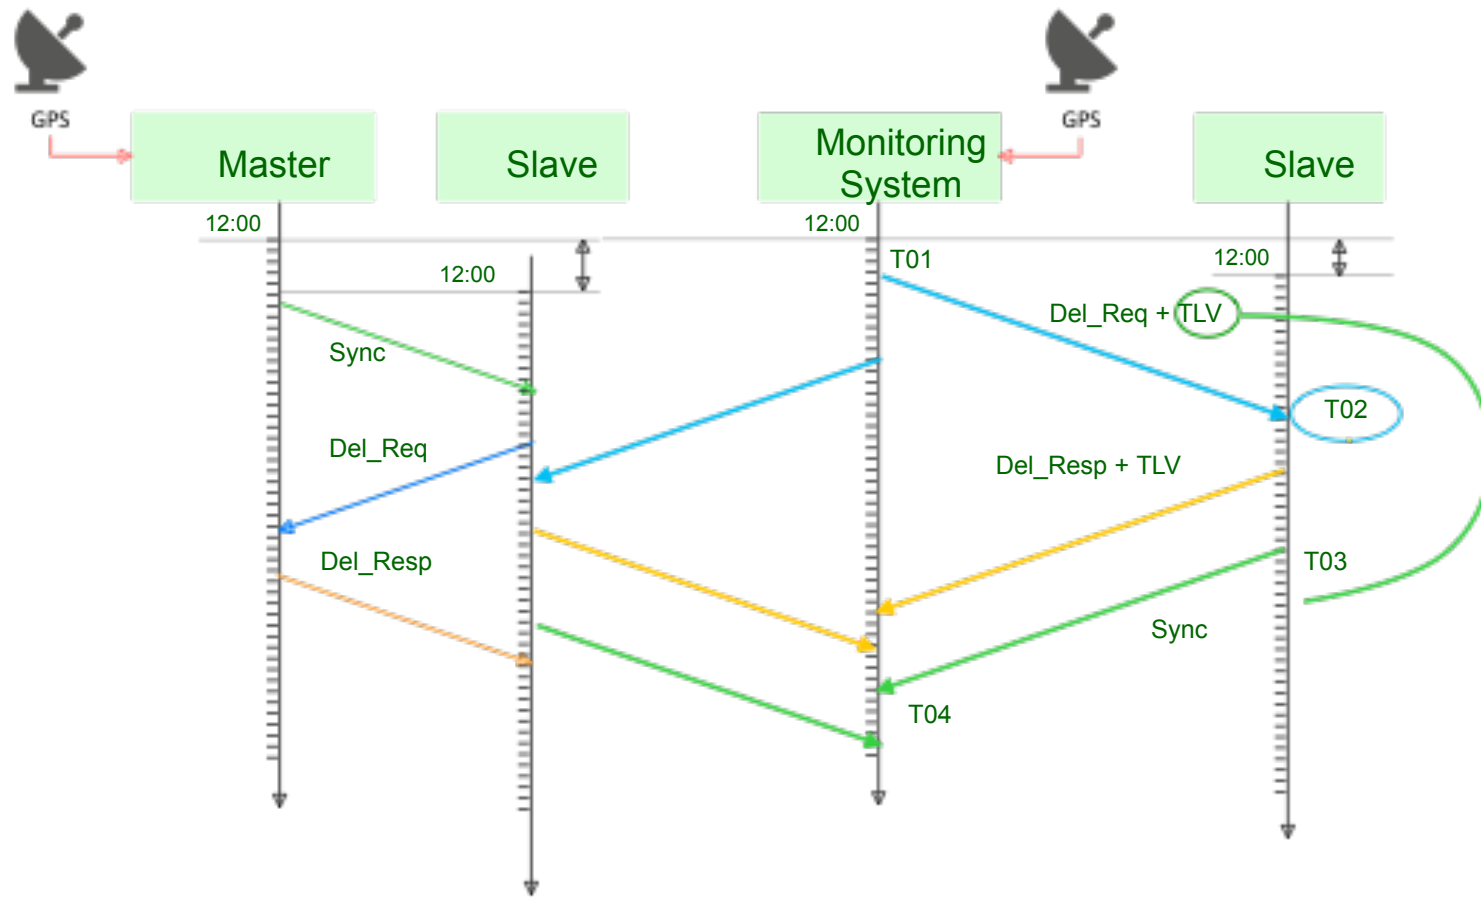 GPS
GPS
Master
Slave
Monitoring
System
Slave
12:00
12:00
T01
12:00
12:00
Del_Req + TLV
Sync
T02
Del_Req
Del_Resp + TLV
Del_Resp
T03
Sync
T04